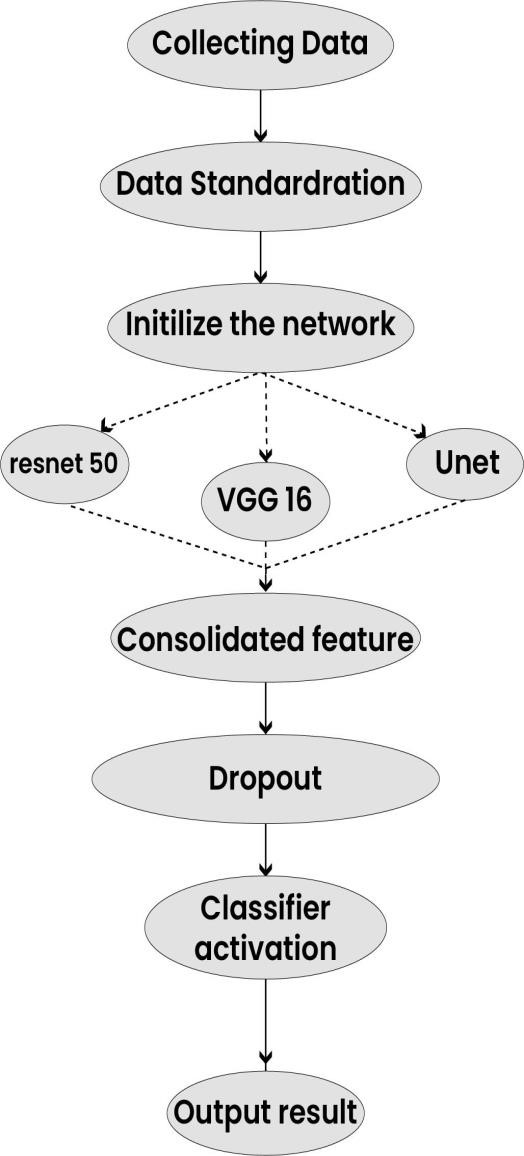 Collecting Data
Data Standardration
Initilize the network
resnet 50
VGG 16
Unet
Consolidated feature
Dropout
Classifier
activation
Output result